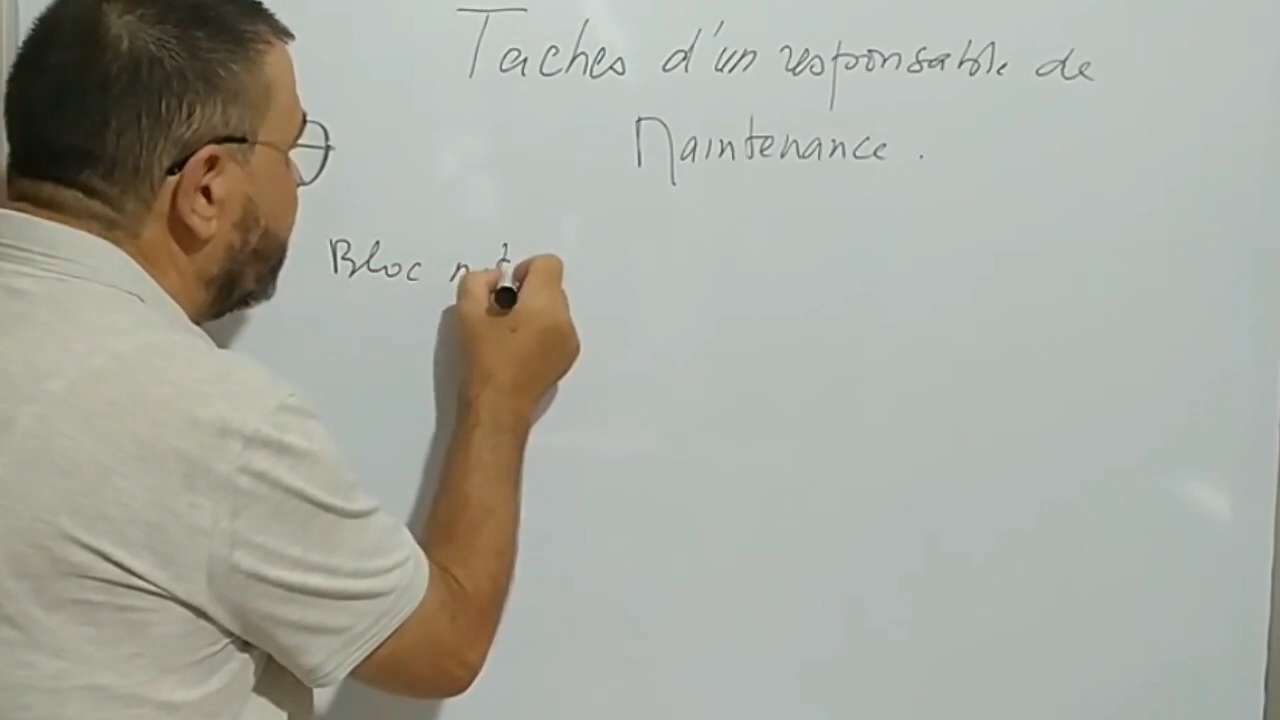 Taches d'un responsable de
Maintenance.
Bloc